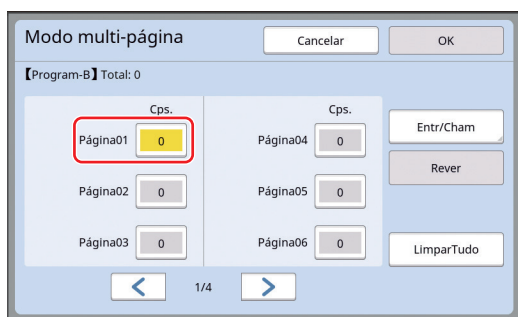 Modo multi-página
Cancelar
OK
【Program-B】Total: 0
Cps.
Cps.
Página01 0
Página04 0
Entr/Cham
Página02 0
Página05 0
Rever
Página03 0
Página06 0
LimparTudo
1/4